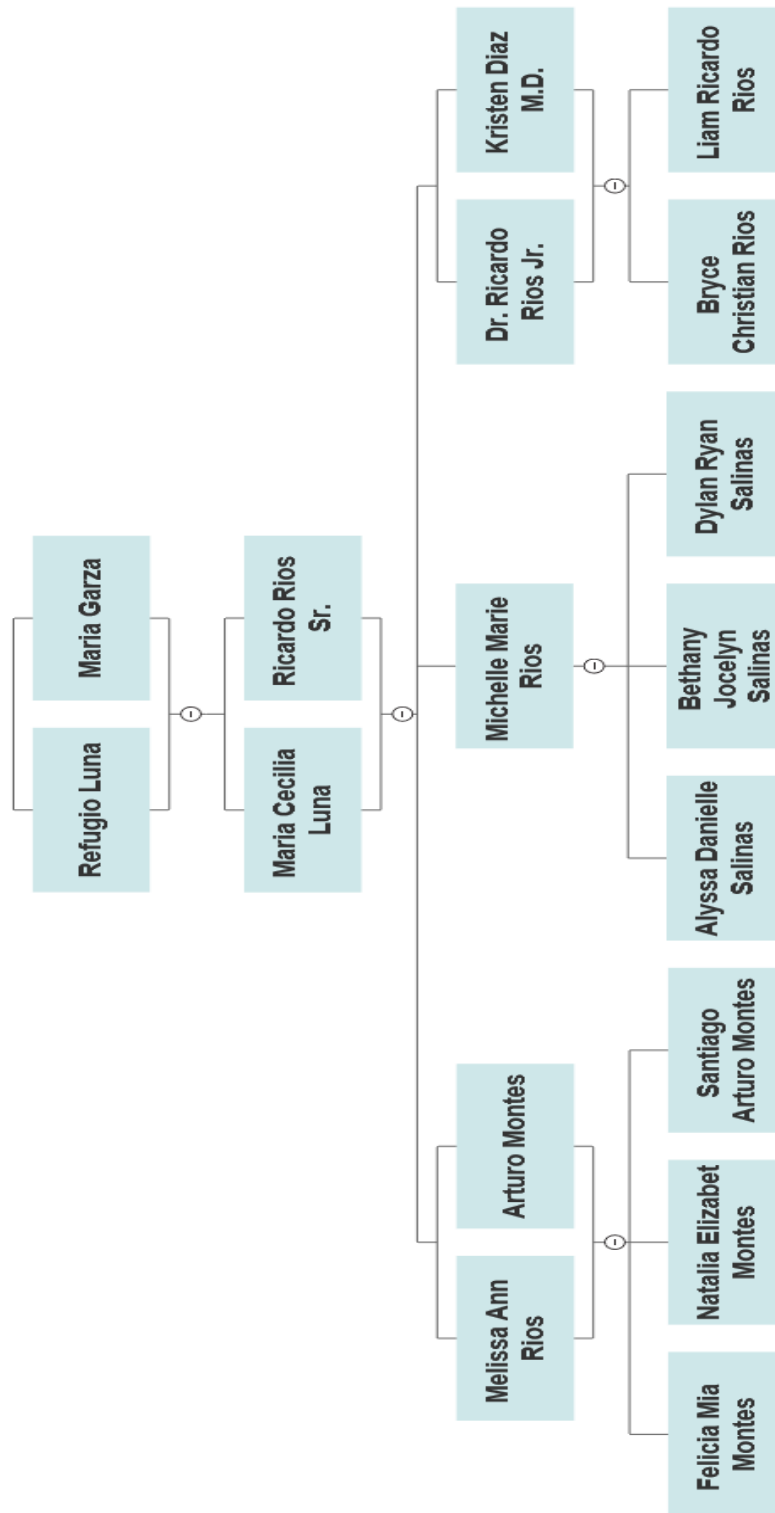 Refugio Luna
Maria Garza
Maria Cecilia
Luna
Ricardo Rios
Sr.
Melissa Ann
Rios
Arturo Montes
Michelle Marie
Rios
Dr. Ricardo
Rios Jr.
Kristen Diaz
M.D.
Felicia Mia
Montes
Natalia Elizabet
Montes
Santiago
Arturo Montes
Alyssa Danielle
Salinas
Bethany
Jocelyn
Salinas
Dylan Ryan
Salinas
Bryce
Christian Rios
Liam Ricardo
Rios